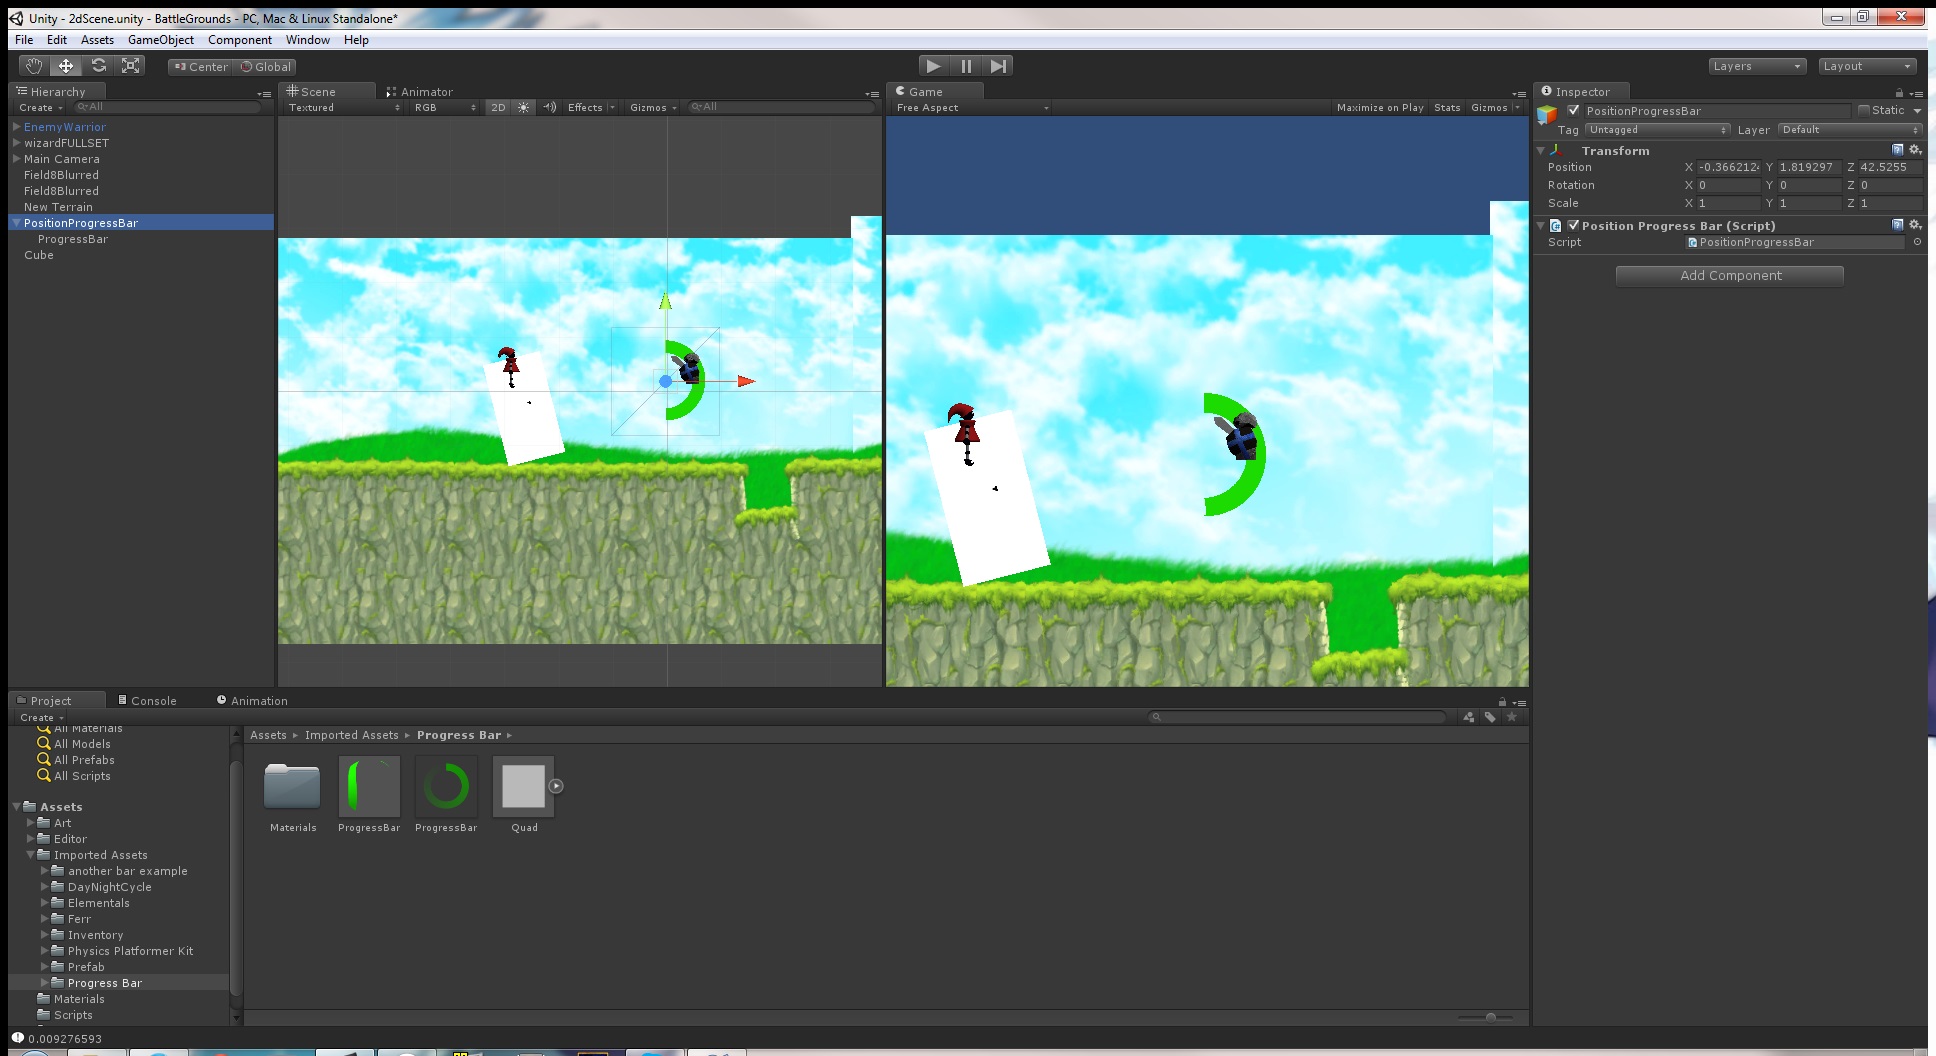 Unity - 2dScene.unity - BattleGrounds - PC, Mac & Linux Standalone*
File Edit Assets GameObject Component Window Help
Center Global Layers Layout
Hierarchy
Create All
EnemyWarrior
wizardFULLSET
Main Camera
Field8Blurred
Field8Blurred
New Terrain
PositionProgressBar
ProgressBar
Cube
Scene Animator
Textured RGB 2D Effects Gizmos All
Game
Free Aspect Maximize on Play Stats Gizmos
Inspector
PositionProgressBar Static
Tag Untagged Layer Default
Transform
Position X -0.366212 Y 1.819297 Z 42.5255
Rotation X 0 Y 0 Z 0
Scale X 1 Y 1 Z 1
Position Progress Bar (Script)
Script PositionProgressBar
Add Component
Project Console Animation
Create
All Materials
All Models
All Prefabs
All Scripts
Assets
Art
Editor
Imported Assets
another bar example
DayNightCycle
Elementals
Ferr
Inventory
Physics Platformer Kit
Prefab
Progress Bar
Materials
Scripts
Assets Imported Assets Progress Bar
Materials ProgressBar ProgressBar Quad
0.009276593